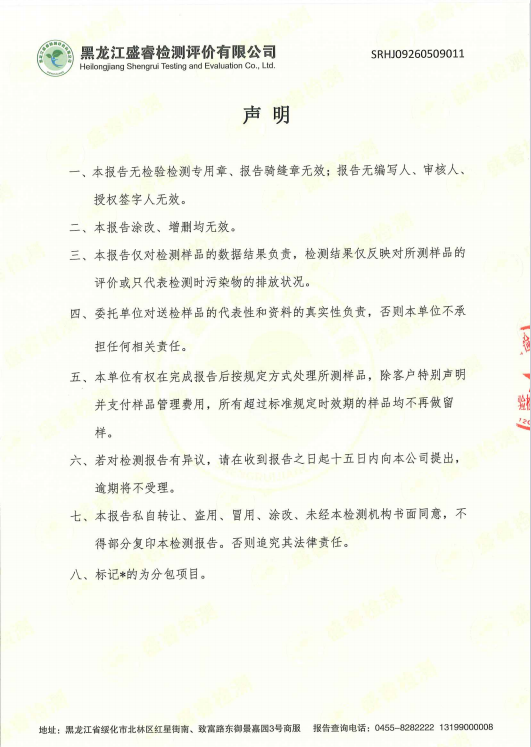 黑龙江盛睿检测评价有限公司
Heilongjiang Shengrui Testing and Evaluation Co., Ltd.
SRHJ09260509011
声 明
一、本报告无检验检测专用章、报告骑缝章无效；报告无编写人、审核人、
授权签字人无效。
二、本报告涂改、增删均无效。
三、本报告仅对检测样品的数据结果负责，检测结果仅反映对所测样品的
评价或只代表检测时污染物的排放状况。
四、委托单位对送检样品的代表性和资料的真实性负责，否则本单位不承
担任何相关责任。
五、本单位有权在完成报告后按规定方式处理所测样品，除客户特别声明
并支付样品管理费用，所有超过标准规定时效期的样品均不再做留
样。
六、若对检测报告有异议，请在收到报告之日起十五日内向本公司提出，
逾期将不受理。
七、本报告私自转让、盗用、冒用、涂改、未经本检测机构书面同意，不
得部分复印本检测报告。否则追究其法律责任。
八、标记*的为分包项目。
地址：黑龙江省绥化市北林区红星街南、致富路东御景嘉园3号商服 报告查询电话：0455-8282222 13199000008